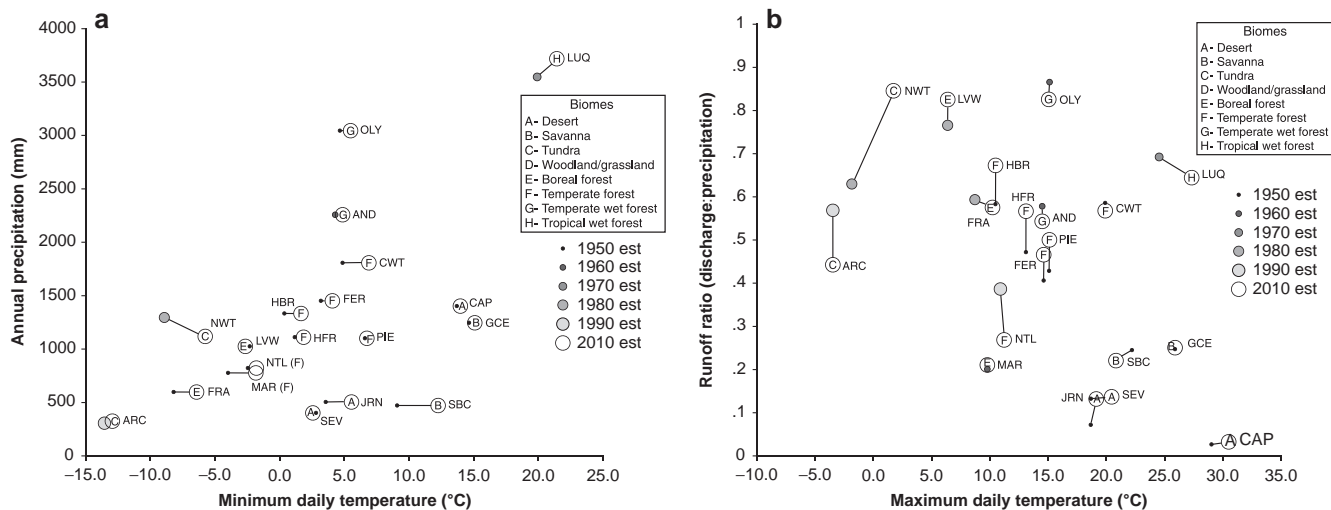 a
Annual precipitation (mm)
4000
3500
3000
2500
2000
1500
1000
500
0
–15.0
–10.0
–5.0
0.0
5.0
10.0
15.0
20.0
25.0
Minimum daily temperature (°C)
H LUQ
G OLY
G AND
F CWT
F FER
HBR F
F HFR
F PIE
A CAP
B GCE
NWT
C
E LVW
NTL (F)
MAR (F)
E FRA
C ARC
A JRN
A SEV
B SBC
Biomes
A- Desert
B- Savanna
C- Tundra
D- Woodland/grassland
E- Boreal forest
F- Temperate forest
G- Temperate wet forest
H- Tropical wet forest
1950 est
1960 est
1970 est
1980 est
1990 est
2010 est
b
Runoff ratio (discharge:precipitation)
1
.9
.8
.7
.6
.5
.4
.3
.2
.1
0
–10.0
–5.0
0.0
5.0
10.0
15.0
20.0
25.0
30.0
35.0
Maximum daily temperature (°C)
C NWT
E LVW
G OLY
F HBR
HFR
F
E
FRA
G AND
F CWT
H LUQ
F PIE
FER F
C ARC
F NTL
E MAR
B SBC
B GCE
JRN A
A SEV
A CAP
Biomes
A- Desert
B- Savanna
C- Tundra
D- Woodland/grassland
E- Boreal forest
F- Temperate forest
G- Temperate wet forest
H- Tropical wet forest
1950 est
1960 est
1970 est
1980 est
1990 est
2010 est